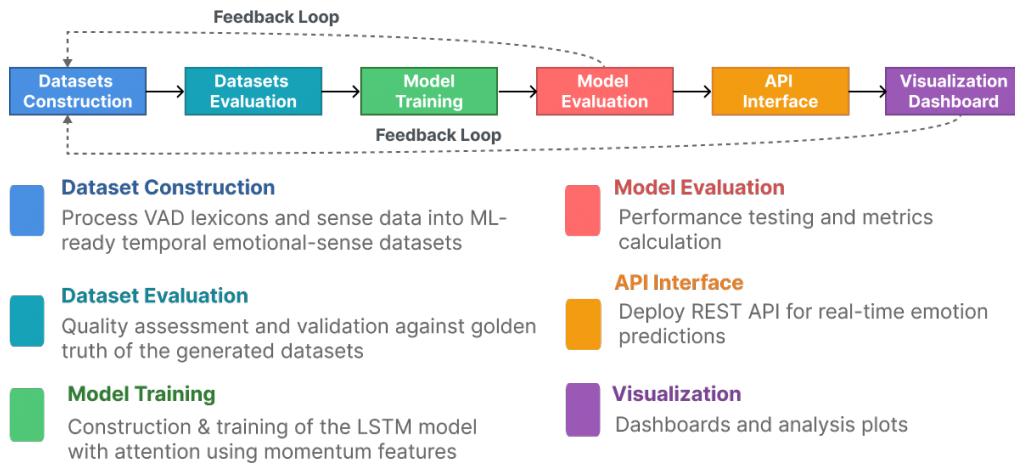 Feedback Loop
Datasets
Construction
Datasets
Evaluation
Model
Training
Model
Evaluation
API
Interface
Visualization
Dashboard
Feedback Loop
Dataset Construction
Process VAD lexicons and sense data into ML-
ready temporal emotional-sense datasets
Dataset Evaluation
Quality assessment and validation against golden
truth of the generated datasets
Model Training
Construction & training of the LSTM model
with attention using momentum features
Model Evaluation
Performance testing and metrics
calculation
API Interface
Deploy REST API for real-time emotion
predictions
Visualization
Dashboards and analysis plots